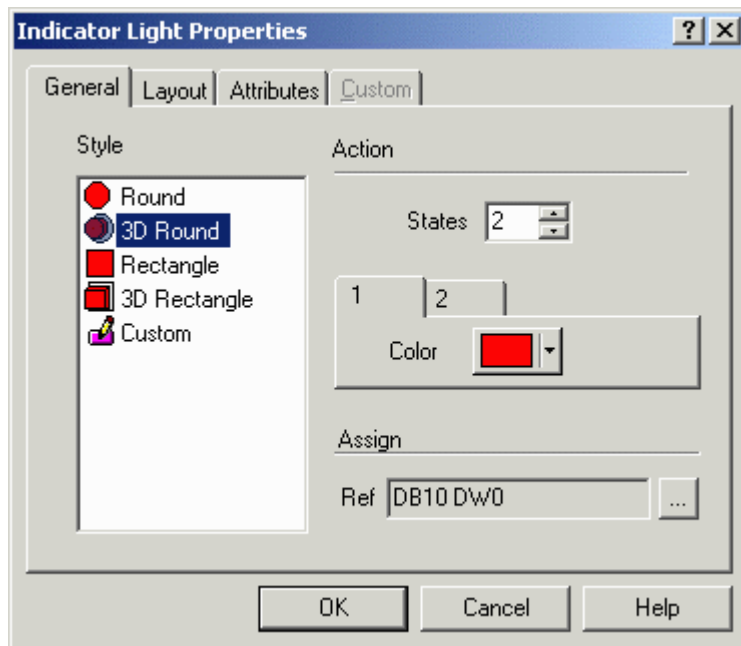 Indicator Light Properties
General Layout Attributes Custom
Style
Round
3D Round
Rectangle
3D Rectangle
Custom
Action
States 2
1 2
Color
Assign
Ref DB10 DW0 ...
OK Cancel Help